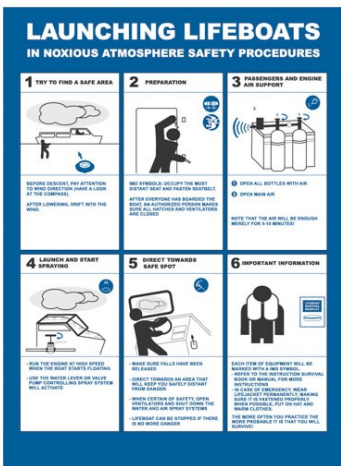 LAUNCHING LIFEBOATS
IN NOXIOUS ATMOSPHERE SAFETY PROCEDURES
1 TRY TO FIND A SAFE AREA
BEFORE DESCENT, PAY ATTENTION
TO WIND DIRECTION (HAVE A LOOK
AT THE COMPASS).
AFTER LOWERING, DRIFT INTO THE
WIND.
2 PREPARATION
IMO SYMBOLS: OCCUPY THE MOST
DISTANT SEAT AND FASTEN SEATBELT.
AFTER EVERYONE HAS BOARDED THE
BOAT, AN AUTHORIZED PERSON MAKES
SURE ALL HATCHES AND VENTILATORS
ARE CLOSED
3 PASSENGERS AND ENGINE
AIR SUPPORT
1 OPEN ALL BOTTLES WITH AIR
2 OPEN MAIN AIR
NOTE THAT THE AIR WILL BE ENOUGH
MERELY FOR 8-10 MINUTES!
4 LAUNCH AND START
SPRAYING
- RUN THE ENGINE AT HIGH SPEED
WHEN THE BOAT STARTS FLOATING
- USE THE WATER LEVER OR VALVE
PUMP CONTROLLING SPRAY SYSTEM
WILL ACTIVATE
5 DIRECT TOWARDS
SAFE SPOT
- MAKE SURE FALLS HAVE BEEN
RELEASED
- DIRECT TOWARDS AN AREA THAT
WILL KEEP YOU SAFELY DISTANT
FROM DANGER
- WHEN CERTAIN OF SAFETY, OPEN
VENTILATORS AND SHUT DOWN THE
WATER AND AIR SPRAY SYSTEMS
- LIFEBOAT CAN BE STOPPED IF THERE
IS NO MORE DANGER
6 IMPORTANT INFORMATION
EACH ITEM OF EQUIPMENT WILL BE
MARKED WITH A IMO SYMBOL.
- REFER TO THE INSTRUCTION SURVIVAL
BOOK OR MANUAL FOR MORE
INSTRUCTIONS
- IN CASE OF EMERGENCY, WEAR
LIFEJACKET PERMANENTLY, MAKING
SURE IT IS FASTENED PROPERLY.
WHEN POSSIBLE, PUT ON HAT AND
WARM CLOTHES.
THE MORE OFTEN YOU PRACTICE THE
MORE PROBABLE IT IS THAT YOU WILL
SURVIVE!